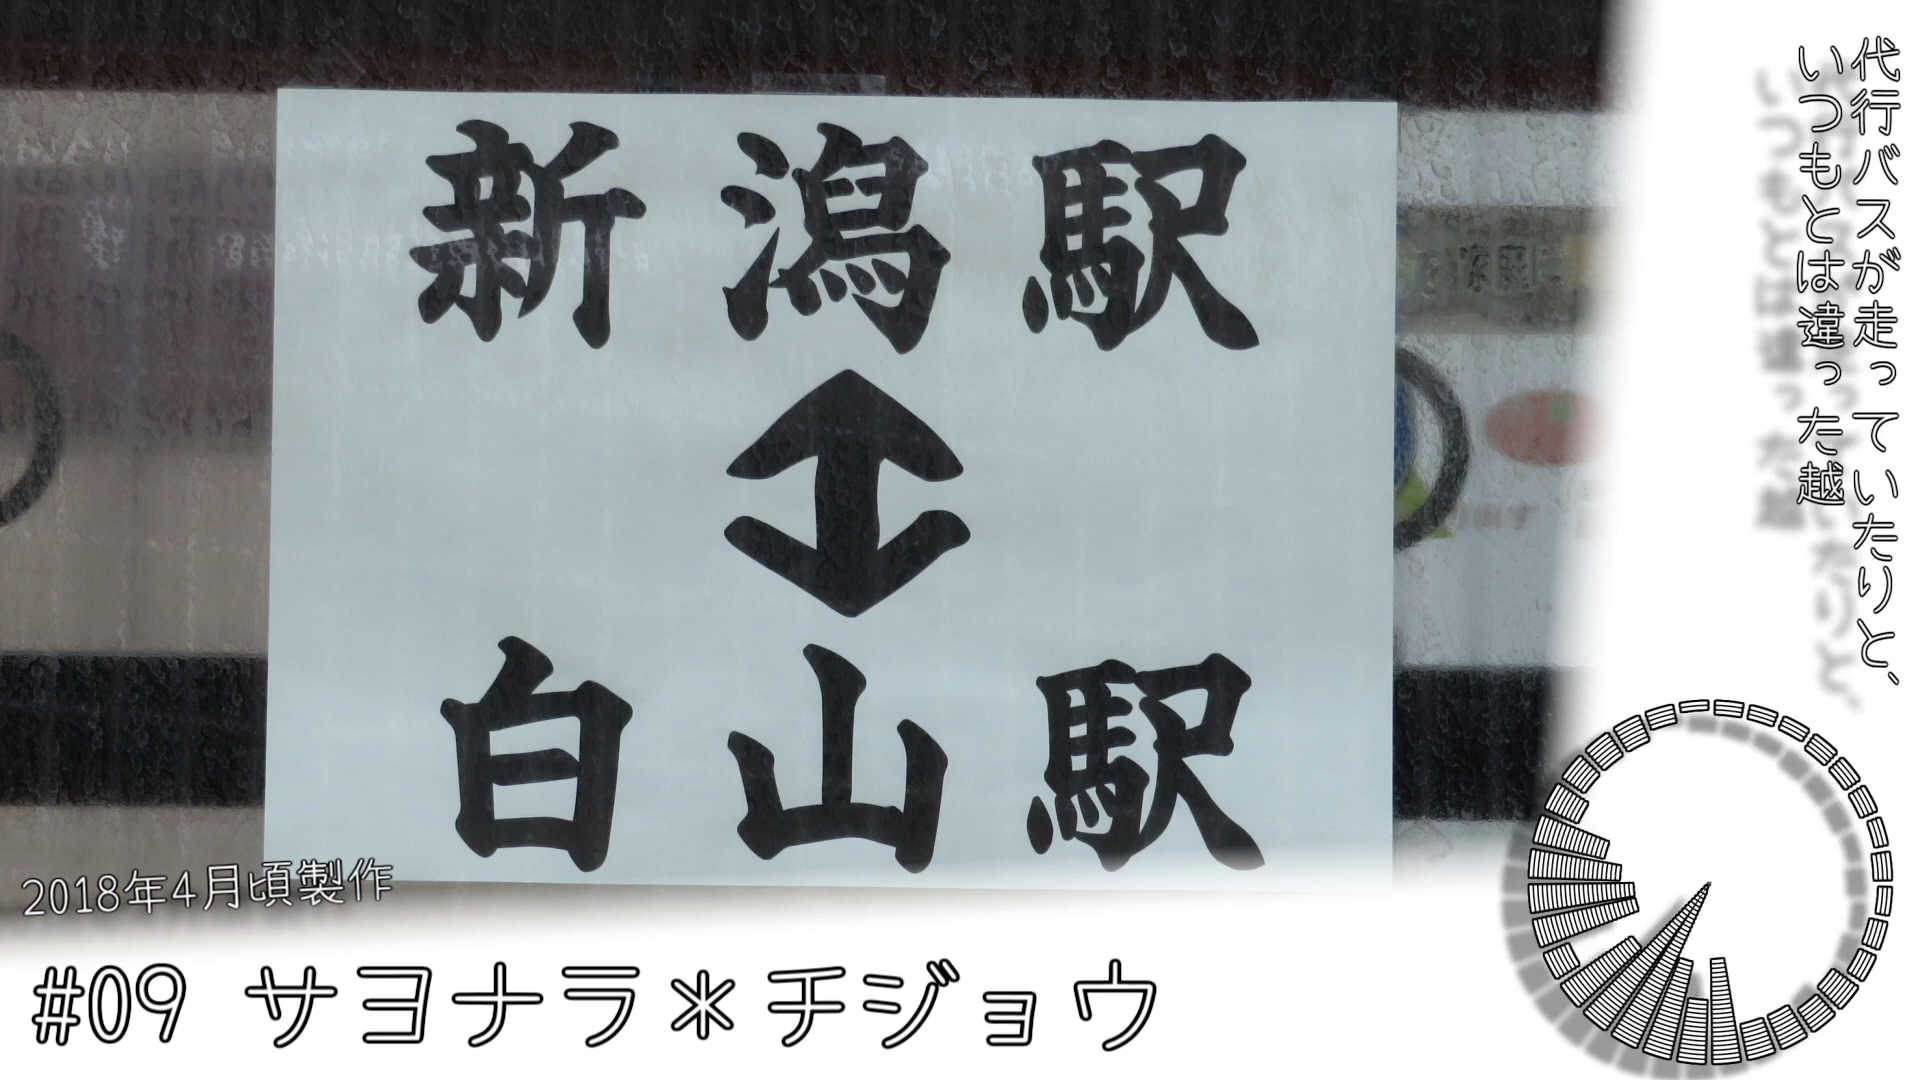 新潟駅
白山駅
代行バスが走っていたりと、
いつもとは違った越
2018年4月頃製作
#09 サヨナラ＊チジョウ